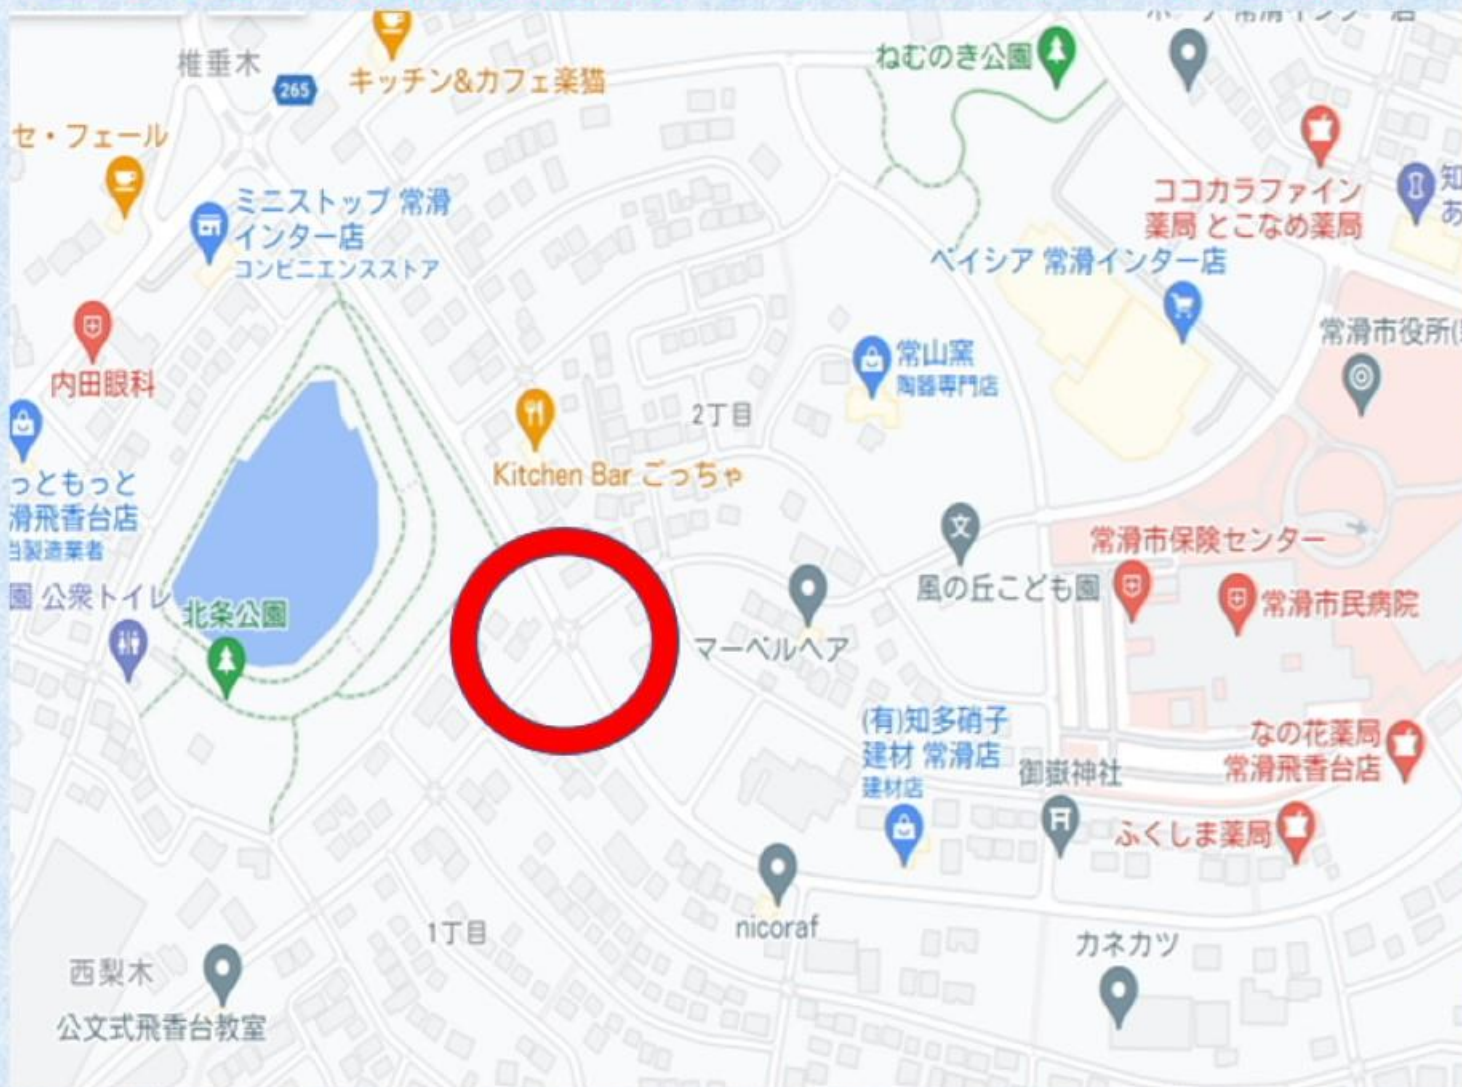 椎垂木
265
キッチン&カフェ楽猫
ねむのき公園
セ・フェール
ミニストップ 常滑
インター店
コンビニエンスストア
ココカラファイン
薬局 とこなめ薬局
知
あ
ベイシア 常滑インター店
常滑市役所
内田眼科
常山窯
陶器専門店
2丁目
Kitchen Bar ごっちゃ
っともっと
滑飛香台店
当製造業者
園 公衆トイレ
北条公園
文
風の丘こども園
常滑市保険センター
常滑市民病院
マーベルヘア
(有)知多硝子
建材 常滑店
建材店
御嶽神社
なの花薬局
常滑飛香台店
ふくしま薬局
nicoraf
1丁目
カネカツ
西梨木
公文式飛香台教室